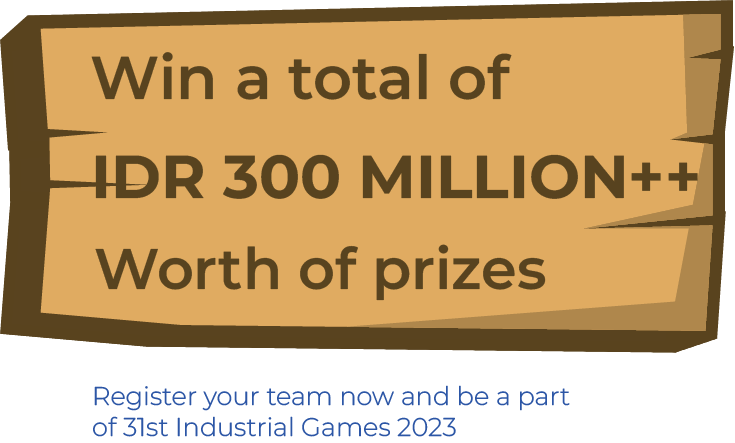 Win a total of
IDR 300 MILLION++
Worth of prizes
Register your team now and be a part
of 31st Industrial Games 2023